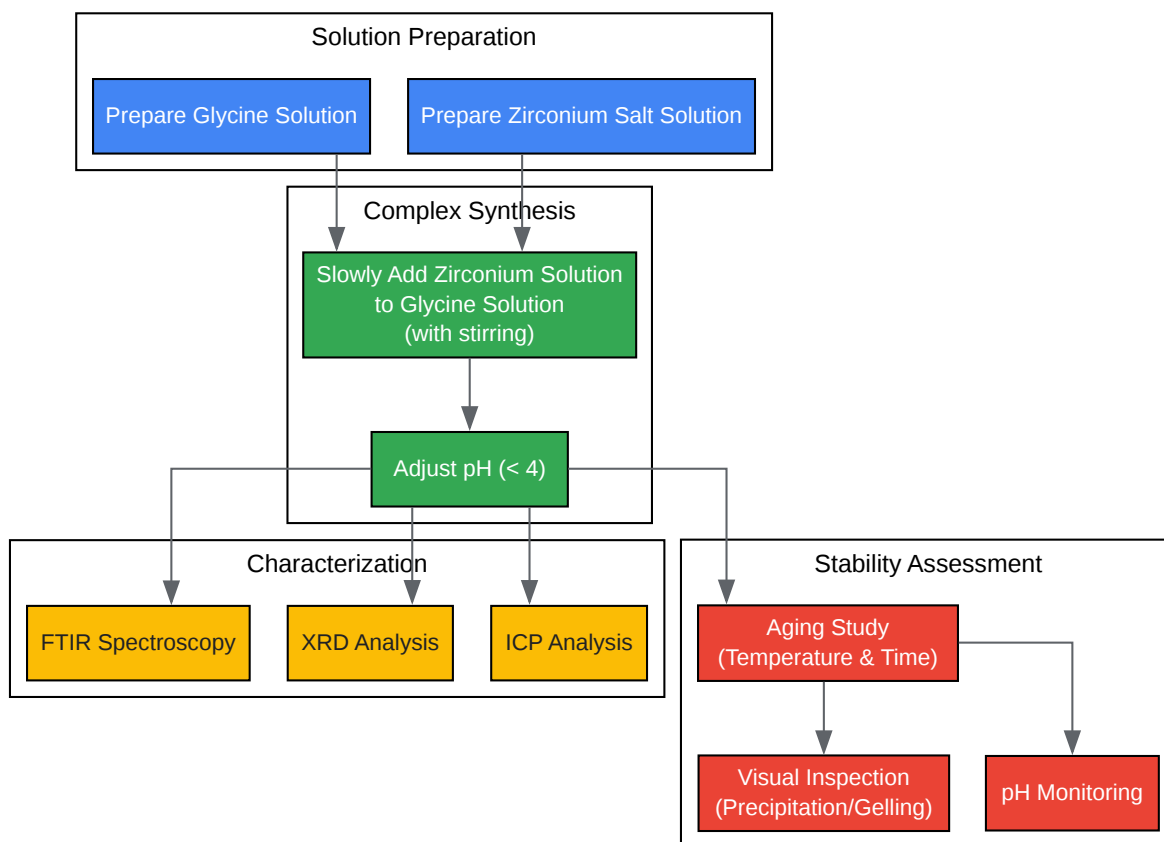 Solution Preparation
Prepare Glycine Solution
Prepare Zirconium Salt Solution
Complex Synthesis
Slowly Add Zirconium Solution
to Glycine Solution
(with stirring)
Adjust pH (< 4)
Characterization
FTIR Spectroscopy
XRD Analysis
ICP Analysis
Stability Assessment
Aging Study
(Temperature & Time)
Visual Inspection
(Precipitation/Gelling)
pH Monitoring